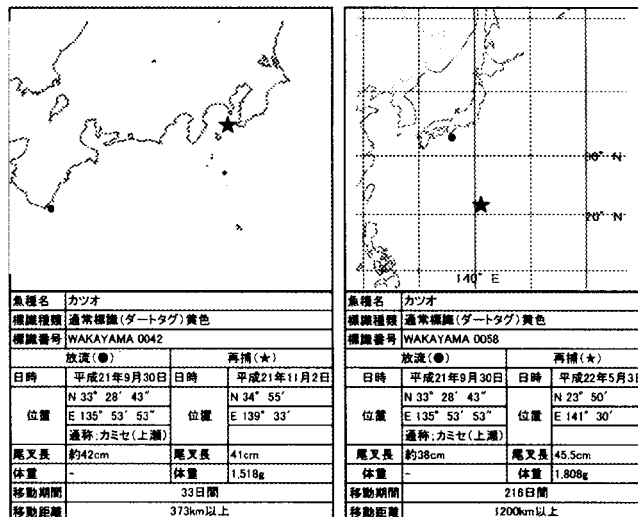 30° N
20° N
140° E
魚種名 カツオ
標識種類 通常標識(ダートタグ)黄色
標識番号 WAKAYAMA 0042
放流(●) 再捕(★)
日時 平成21年9月30日 日時 平成21年11月2日
位置 N 33° 28′ 43″ 位置 N 34° 55′
E 135° 53′ 53″ E 139° 33′
通称:カミセ(上瀬)
尾叉長 約42cm 尾叉長 41cm
体重 - 体重 1,518g
移動期間 33日間
移動距離 373km以上
魚種名 カツオ
標識種類 通常標識(ダートタグ)黄色
標識番号 WAKAYAMA 0058
放流(●) 再捕(★)
日時 平成21年9月30日 日時 平成22年5月3日
位置 N 33° 28′ 43″ 位置 N 23° 50′
E 135° 53′ 53″ E 141° 30′
通称:カミセ(上瀬)
尾叉長 約38cm 尾叉長 45.5cm
体重 - 体重 1,808g
移動期間 216日間
移動距離 1200km以上